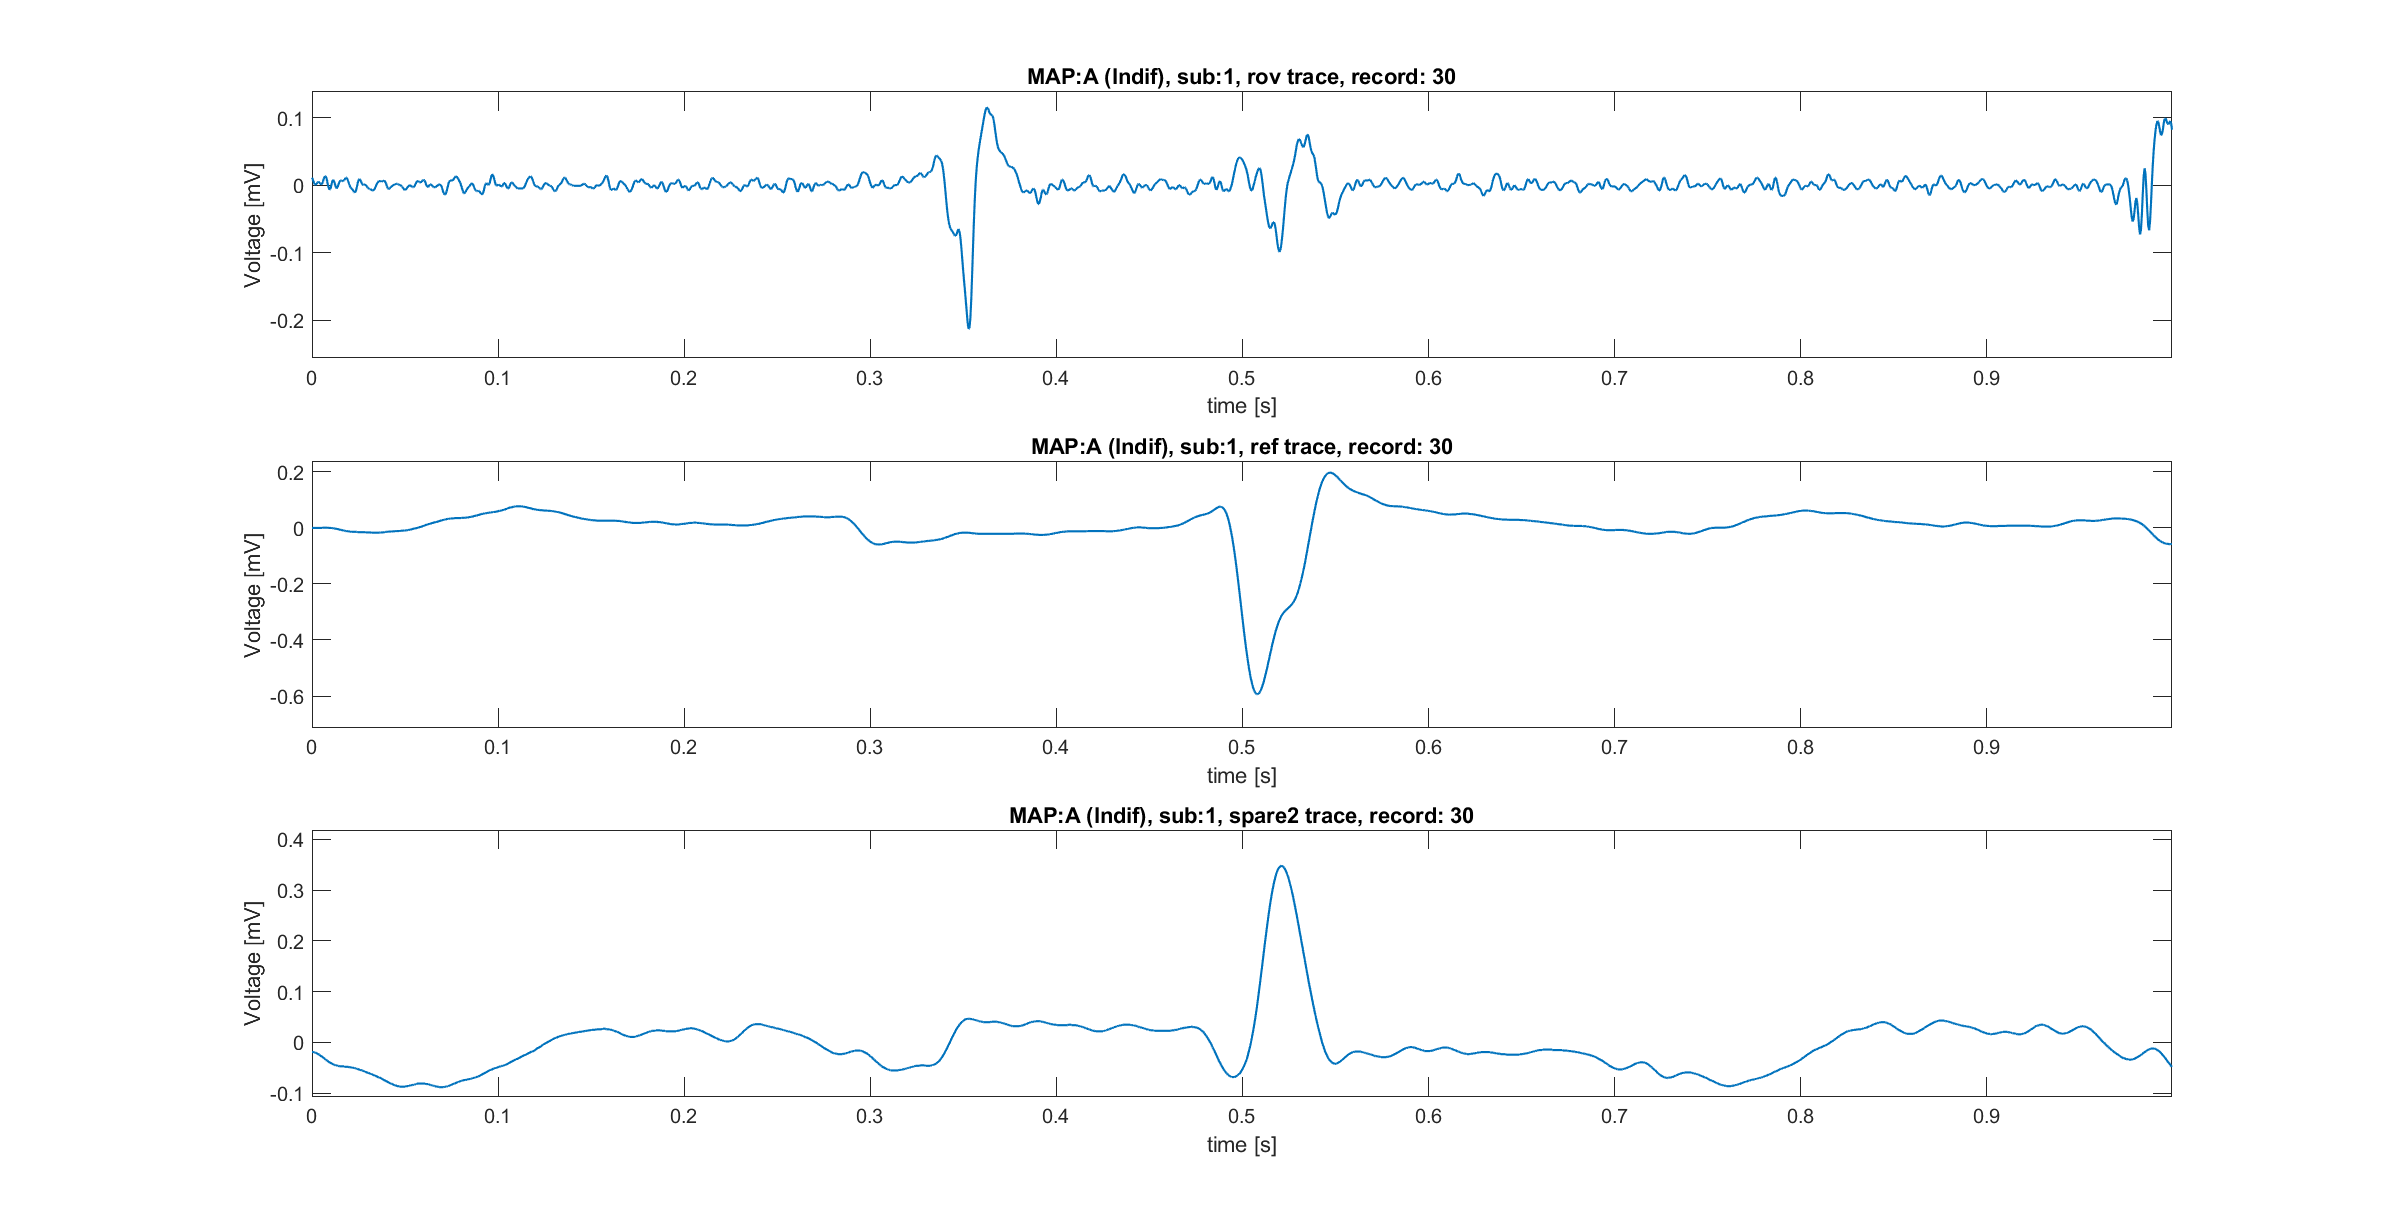 MAP:A (Indif), sub:1, rov trace, record: 30
0.1
0
-0.1
-0.2
Voltage [mV]
0 0.1 0.2 0.3 0.4 0.5 0.6 0.7 0.8 0.9
time [s]
MAP:A (Indif), sub:1, ref trace, record: 30
0.2
0
-0.2
-0.4
-0.6
Voltage [mV]
0 0.1 0.2 0.3 0.4 0.5 0.6 0.7 0.8 0.9
time [s]
MAP:A (Indif), sub:1, spare2 trace, record: 30
0.4
0.3
0.2
0.1
0
-0.1
Voltage [mV]
0 0.1 0.2 0.3 0.4 0.5 0.6 0.7 0.8 0.9
time [s]